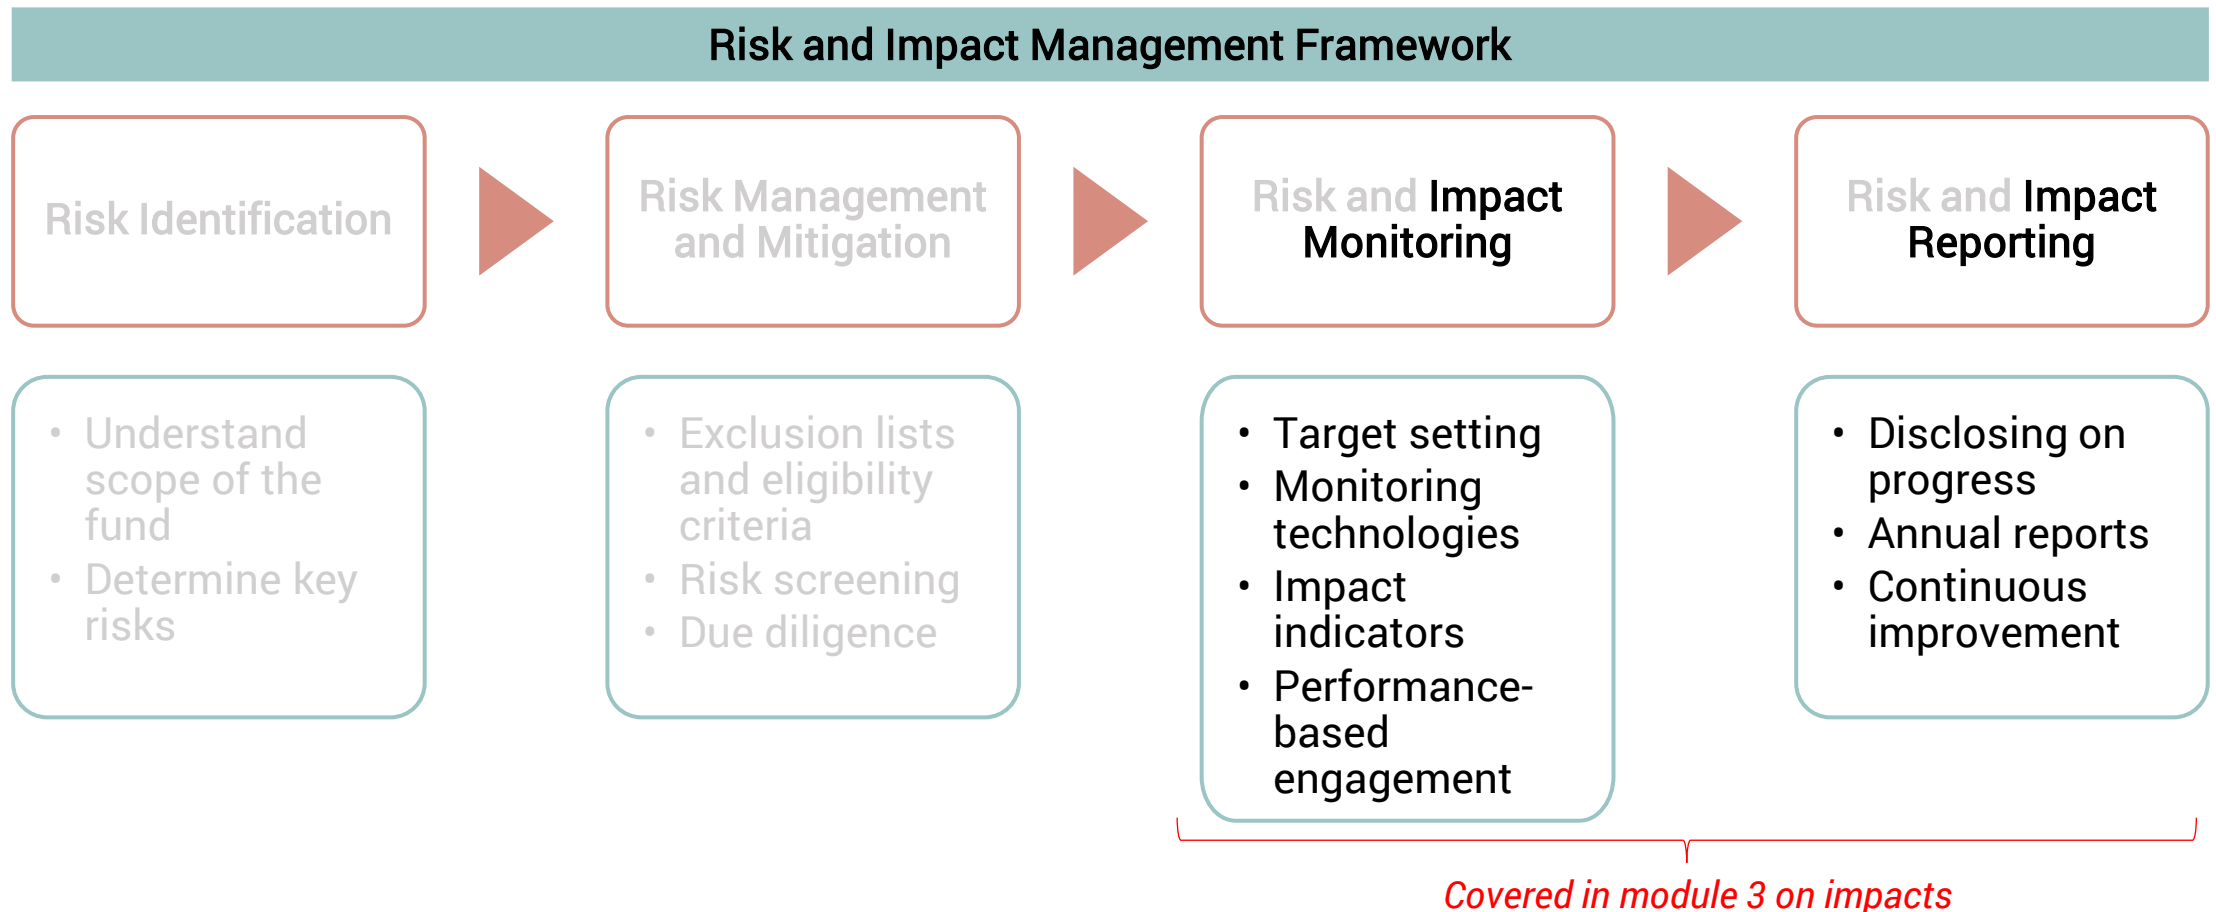 Risk and Impact Management Framework
Risk Identification
Risk Management
and Mitigation
Risk and Impact
Monitoring
Risk and Impact
Reporting
• Understand
scope of the
fund
• Determine key
risks
• Exclusion lists
and eligibility
criteria
• Risk screening
• Due diligence
• Target setting
• Monitoring
technologies
• Impact
indicators
• Performance-
based
engagement
• Disclosing on
progress
• Annual reports
• Continuous
improvement
Covered in module 3 on impacts